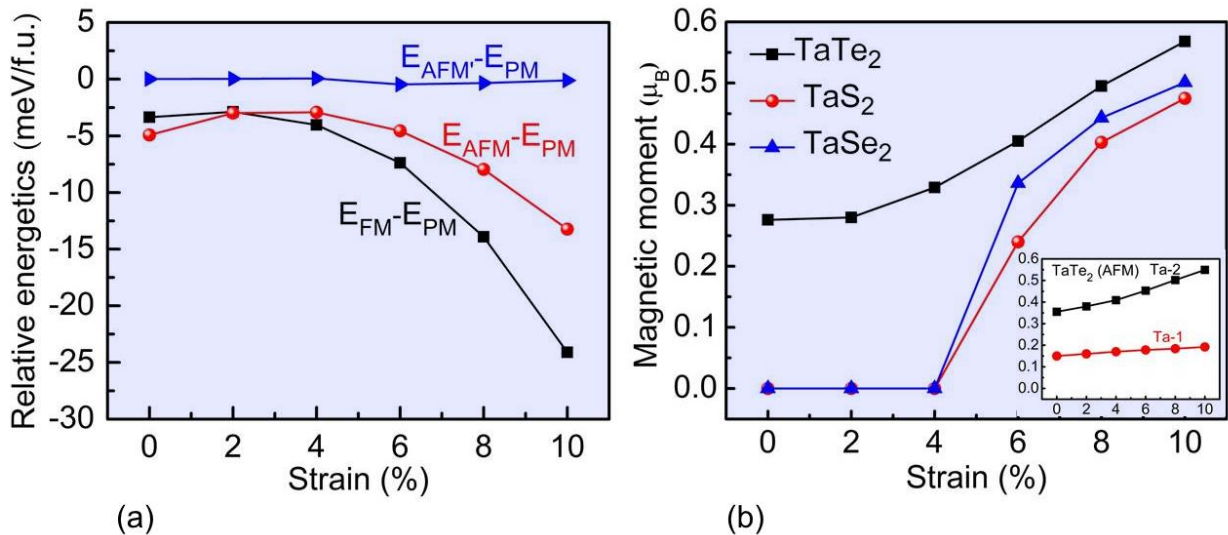 5
0
-5
-10
-15
-20
-25
-30
Relative energetics (meV/f.u.)
E_AFM'-E_PM
E_AFM-E_PM
E_FM-E_PM
0 2 4 6 8 10
Strain (%)
(a)
0.6
0.5
0.4
0.3
0.2
0.1
0.0
Magnetic moment (μ_B)
TaTe₂
TaS₂
TaSe₂
0.6
0.5
0.4
0.3
0.2
0.1
0.0
TaTe₂ (AFM) Ta-2
Ta-1
0 2 4 6 8 10
0 2 4 6 8 10
Strain (%)
(b)